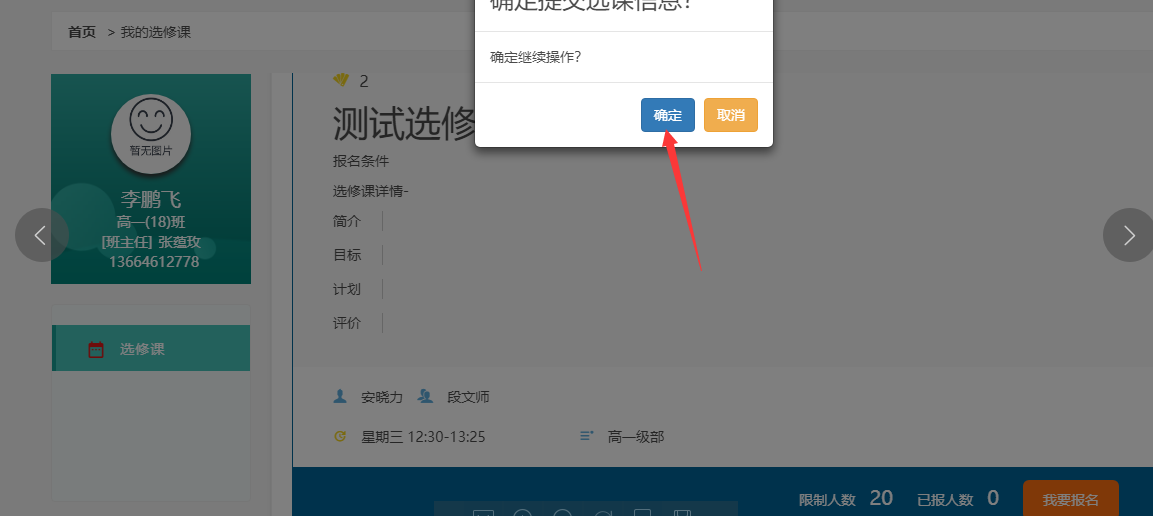 确定提交选课信息?
首页 > 我的选修课
确定继续操作?
2
确定 取消
测试选修
暂无图片
报名条件
选修课详情-
李鹏飞
高一(18)班
[班主任] 张蕴玫
13664612778
简介
目标
计划
评价
选修课
安晓力 段文师
星期三 12:30-13:25 高一级部
限制人数 20 已报人数 0 我要报名